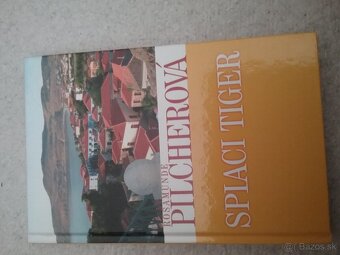 ROSAMUNDE
PILCHEROVÁ
SPIACI TIGER
© Bazos.sk